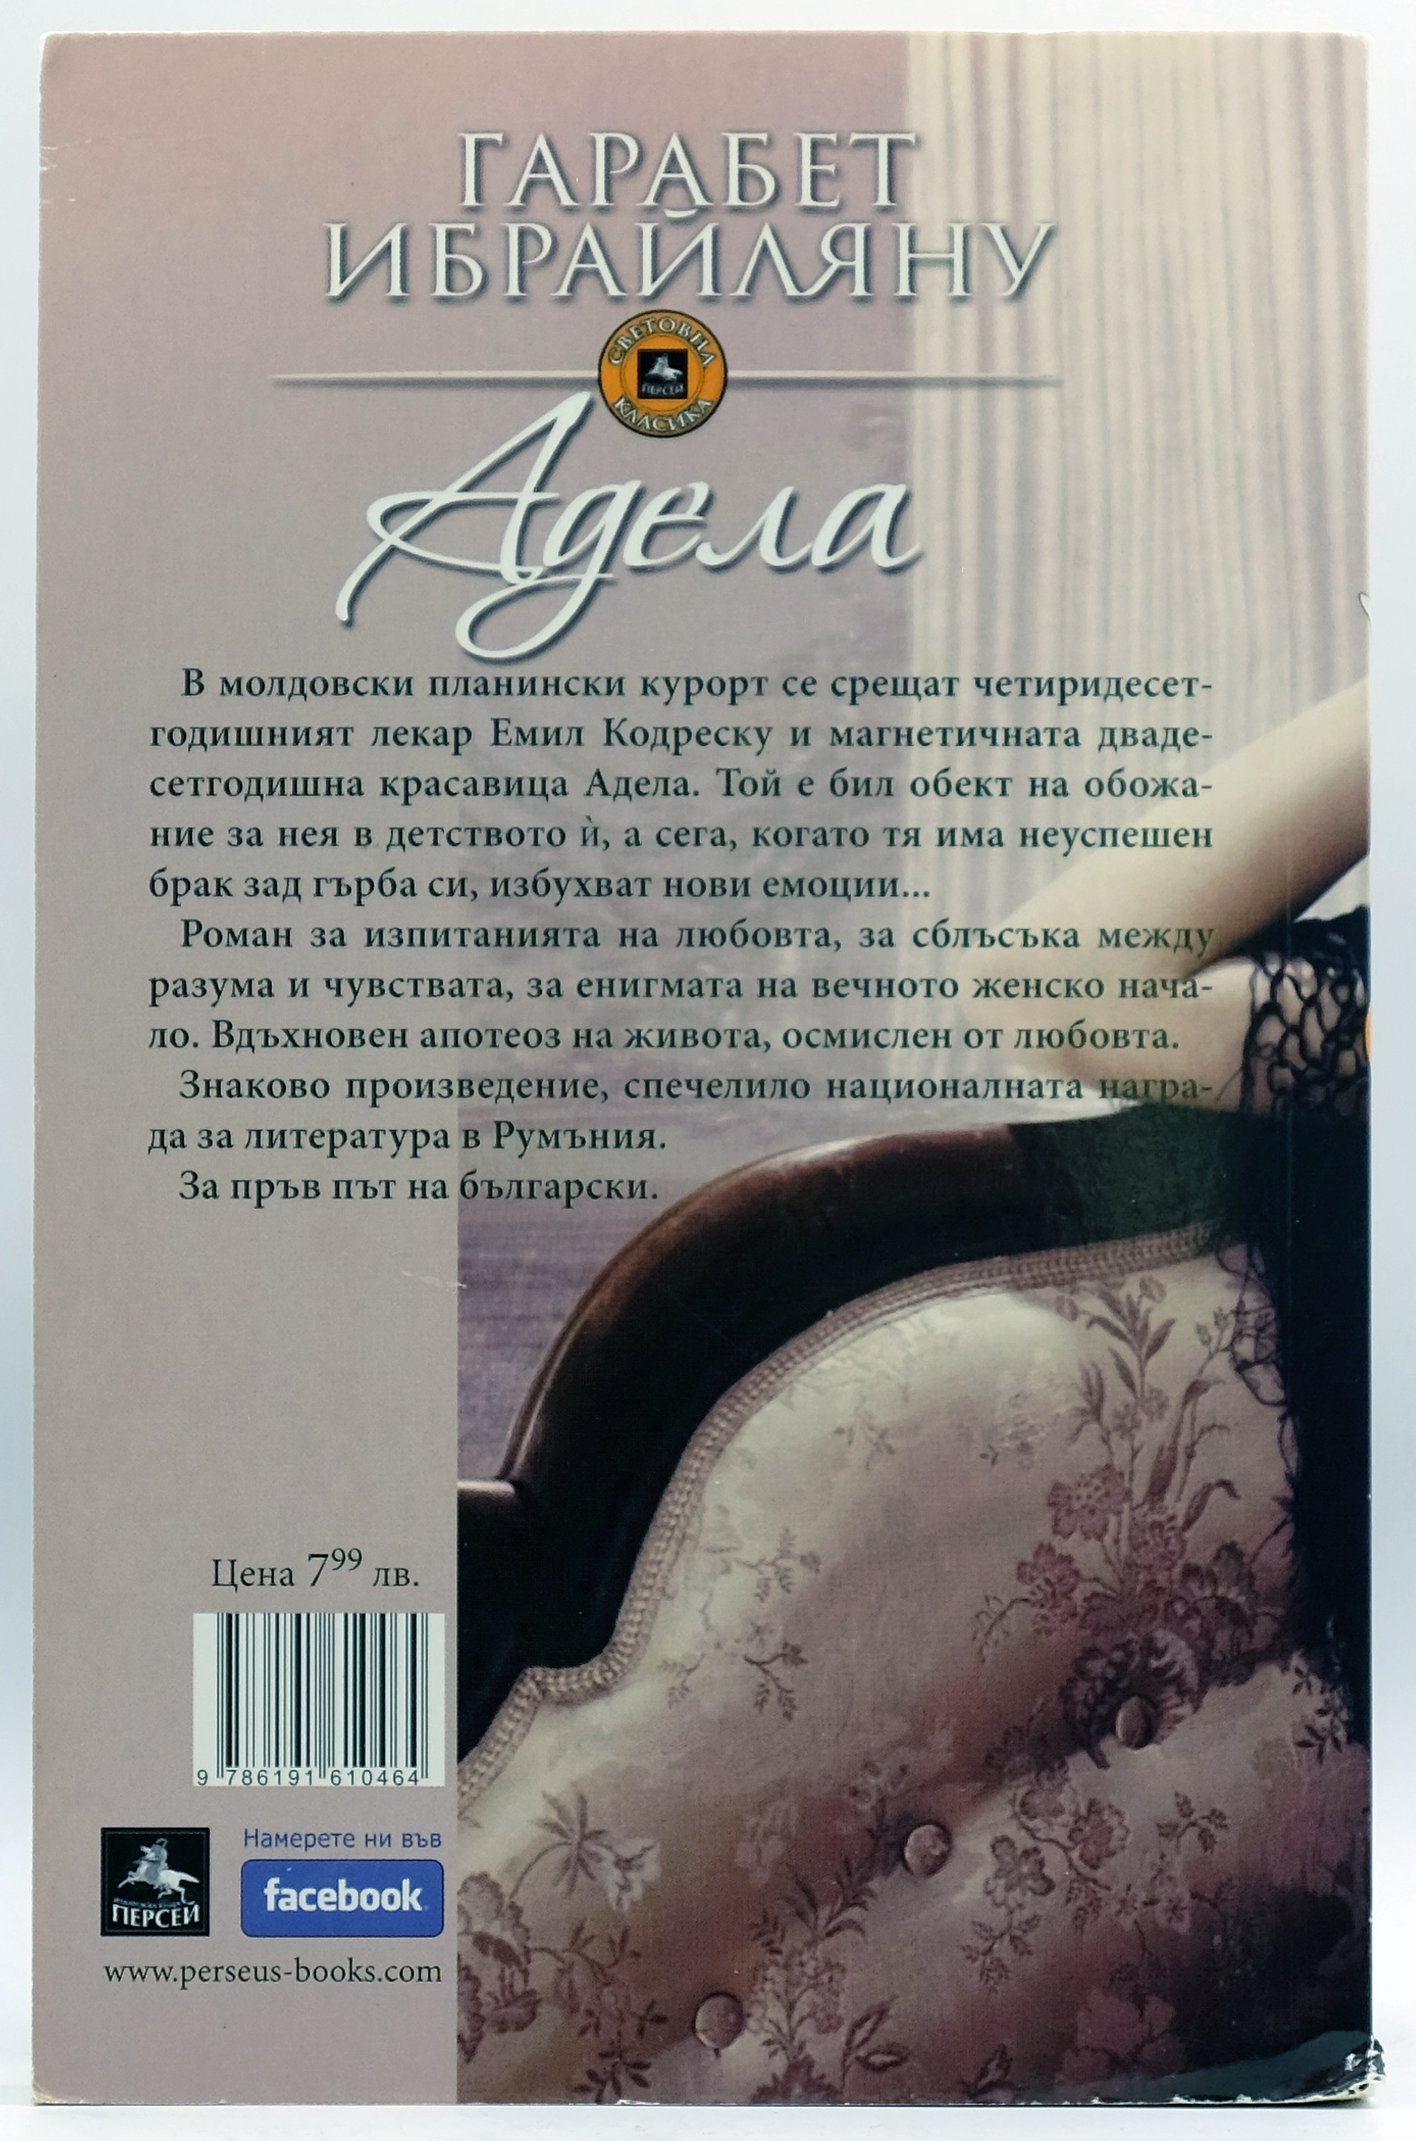 ГАРАБЕТ
ИБРАЙЛЯНУ
СВЕТОВНА
ПЕРСЕЙ
КЛАСИКА
Адела
В молдовски планински курорт се срещат четиридесет-
годишният лекар Емил Кодреску и магнетичната дваде-
сетгодишна красавица Адела. Той е бил обект на обожа-
ние за нея в детството ѝ, а сега, когато тя има неуспешен
брак зад гърба си, избухват нови емоции...
Роман за изпитанията на любовта, за сблъсъка между
разума и чувствата, за енигмата на вечното женско нача-
ло. Вдъхновен апотеоз на живота, осмислен от любовта.
Знаково произведение, спечелило националната награ-
да за литература в Румъния.
За пръв път на български.
Цена 7⁹⁹ лв.
9 786191 610464
Намерете ни във
facebook
ИЗДАТЕЛСКА КЪЩА
ПЕРСЕЙ
www.perseus-books.com